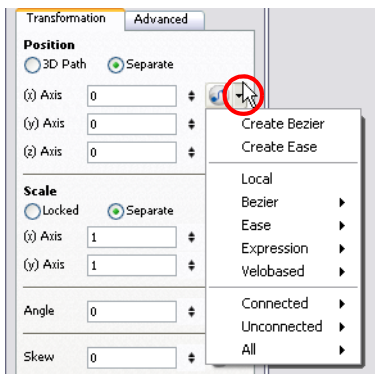 Transformation Advanced
Position
3D Path Separate
(x) Axis 0
(y) Axis 0
(z) Axis 0
Create Bezier
Create Ease
Local
Bezier
Ease
Expression
Velobased
Connected
Unconnected
All
Scale
Locked Separate
(x) Axis 1
(y) Axis 1
Angle 0
Skew 0